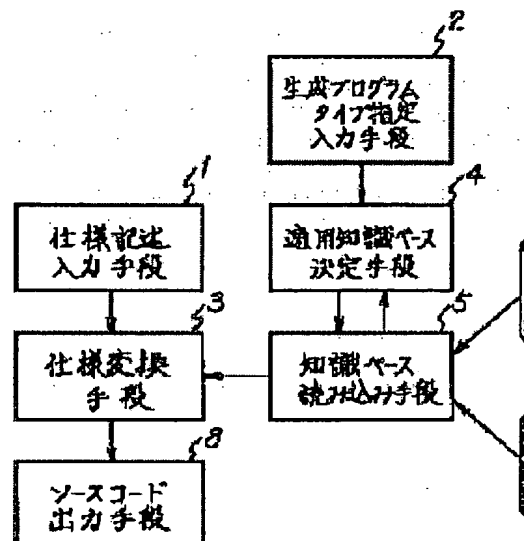 2
生成プログラム
タイプ指定
入力手段
1
仕様記述
入力手段
4
適用知識ベース
決定手段
3
仕様変換
手段
5
知識ベース
読み込み手段
8
ソースコード
出力手段